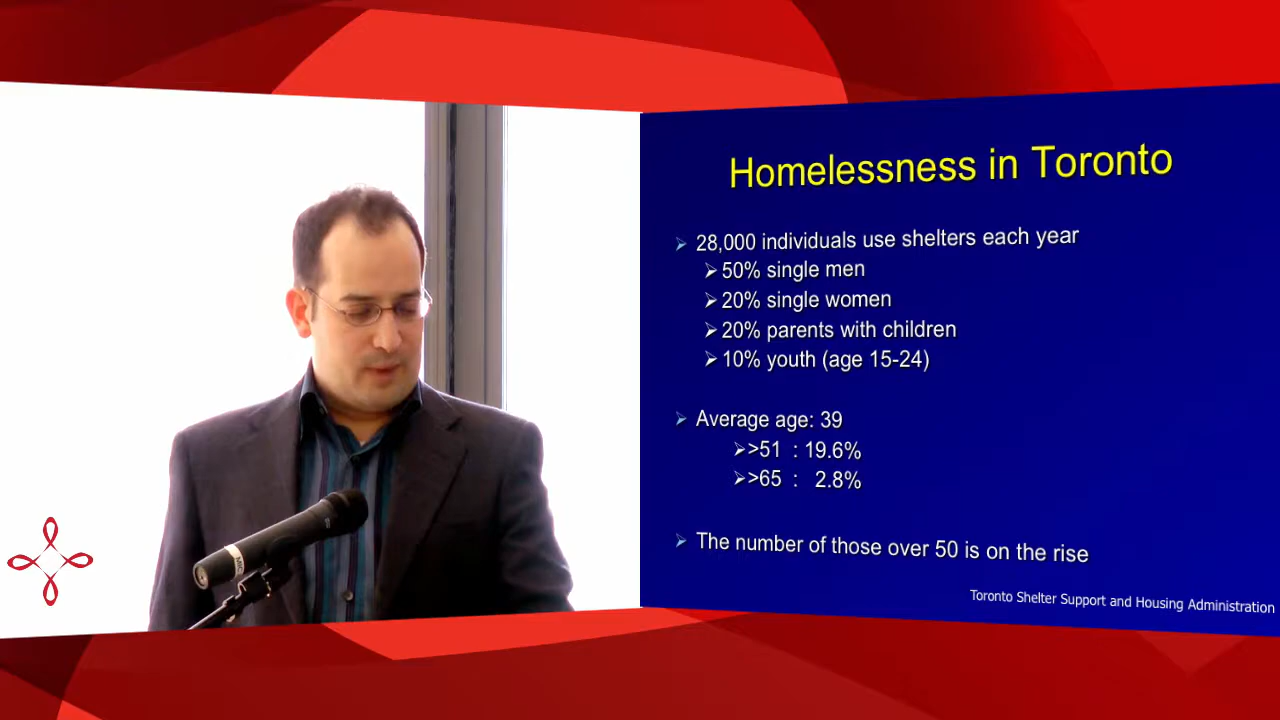 Homelessness in Toronto
➢ 28,000 individuals use shelters each year
➢ 50% single men
➢ 20% single women
➢ 20% parents with children
➢ 10% youth (age 15-24)
➢ Average age: 39
➢ >51 : 19.6%
➢ >65 : 2.8%
➢ The number of those over 50 is on the rise
Toronto Shelter Support and Housing Administration